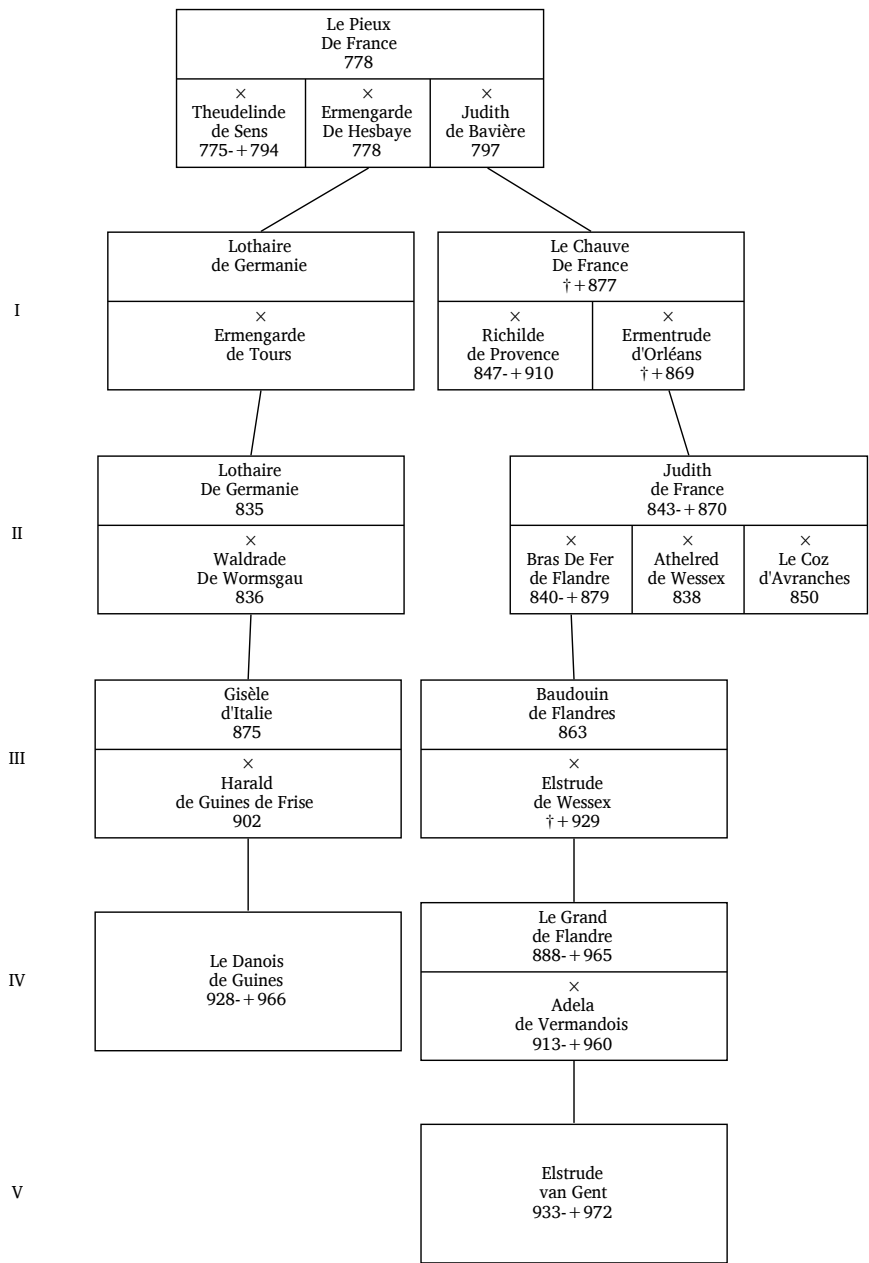 Le Pieux
De France
778
×
Theudelinde
de Sens
775-+794
×
Ermengarde
De Hesbaye
778
×
Judith
de Bavière
797
I
Lothaire
de Germanie
×
Ermengarde
de Tours
Le Chauve
De France
†+877
×
Richilde
de Provence
847-+910
×
Ermentrude
d'Orléans
†+869
II
Lothaire
De Germanie
835
×
Waldrade
De Wormsgau
836
Judith
de France
843-+870
×
Bras De Fer
de Flandre
840-+879
×
Athelred
de Wessex
838
×
Le Coz
d'Avranches
850
III
Gisèle
d'Italie
875
×
Harald
de Guines de Frise
902
Baudouin
de Flandres
863
×
Elstrude
de Wessex
†+929
IV
Le Danois
de Guines
928-+966
Le Grand
de Flandre
888-+965
×
Adela
de Vermandois
913-+960
V
Elstrude
van Gent
933-+972